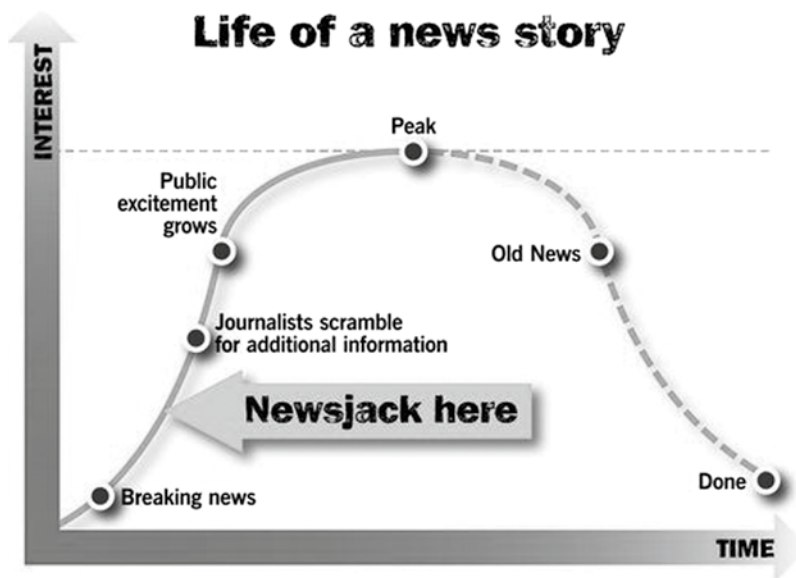 Life of a news story
INTEREST
Peak
Public
excitement
grows
Old News
Journalists scramble
for additional information
Newsjack here
Breaking news
Done
TIME